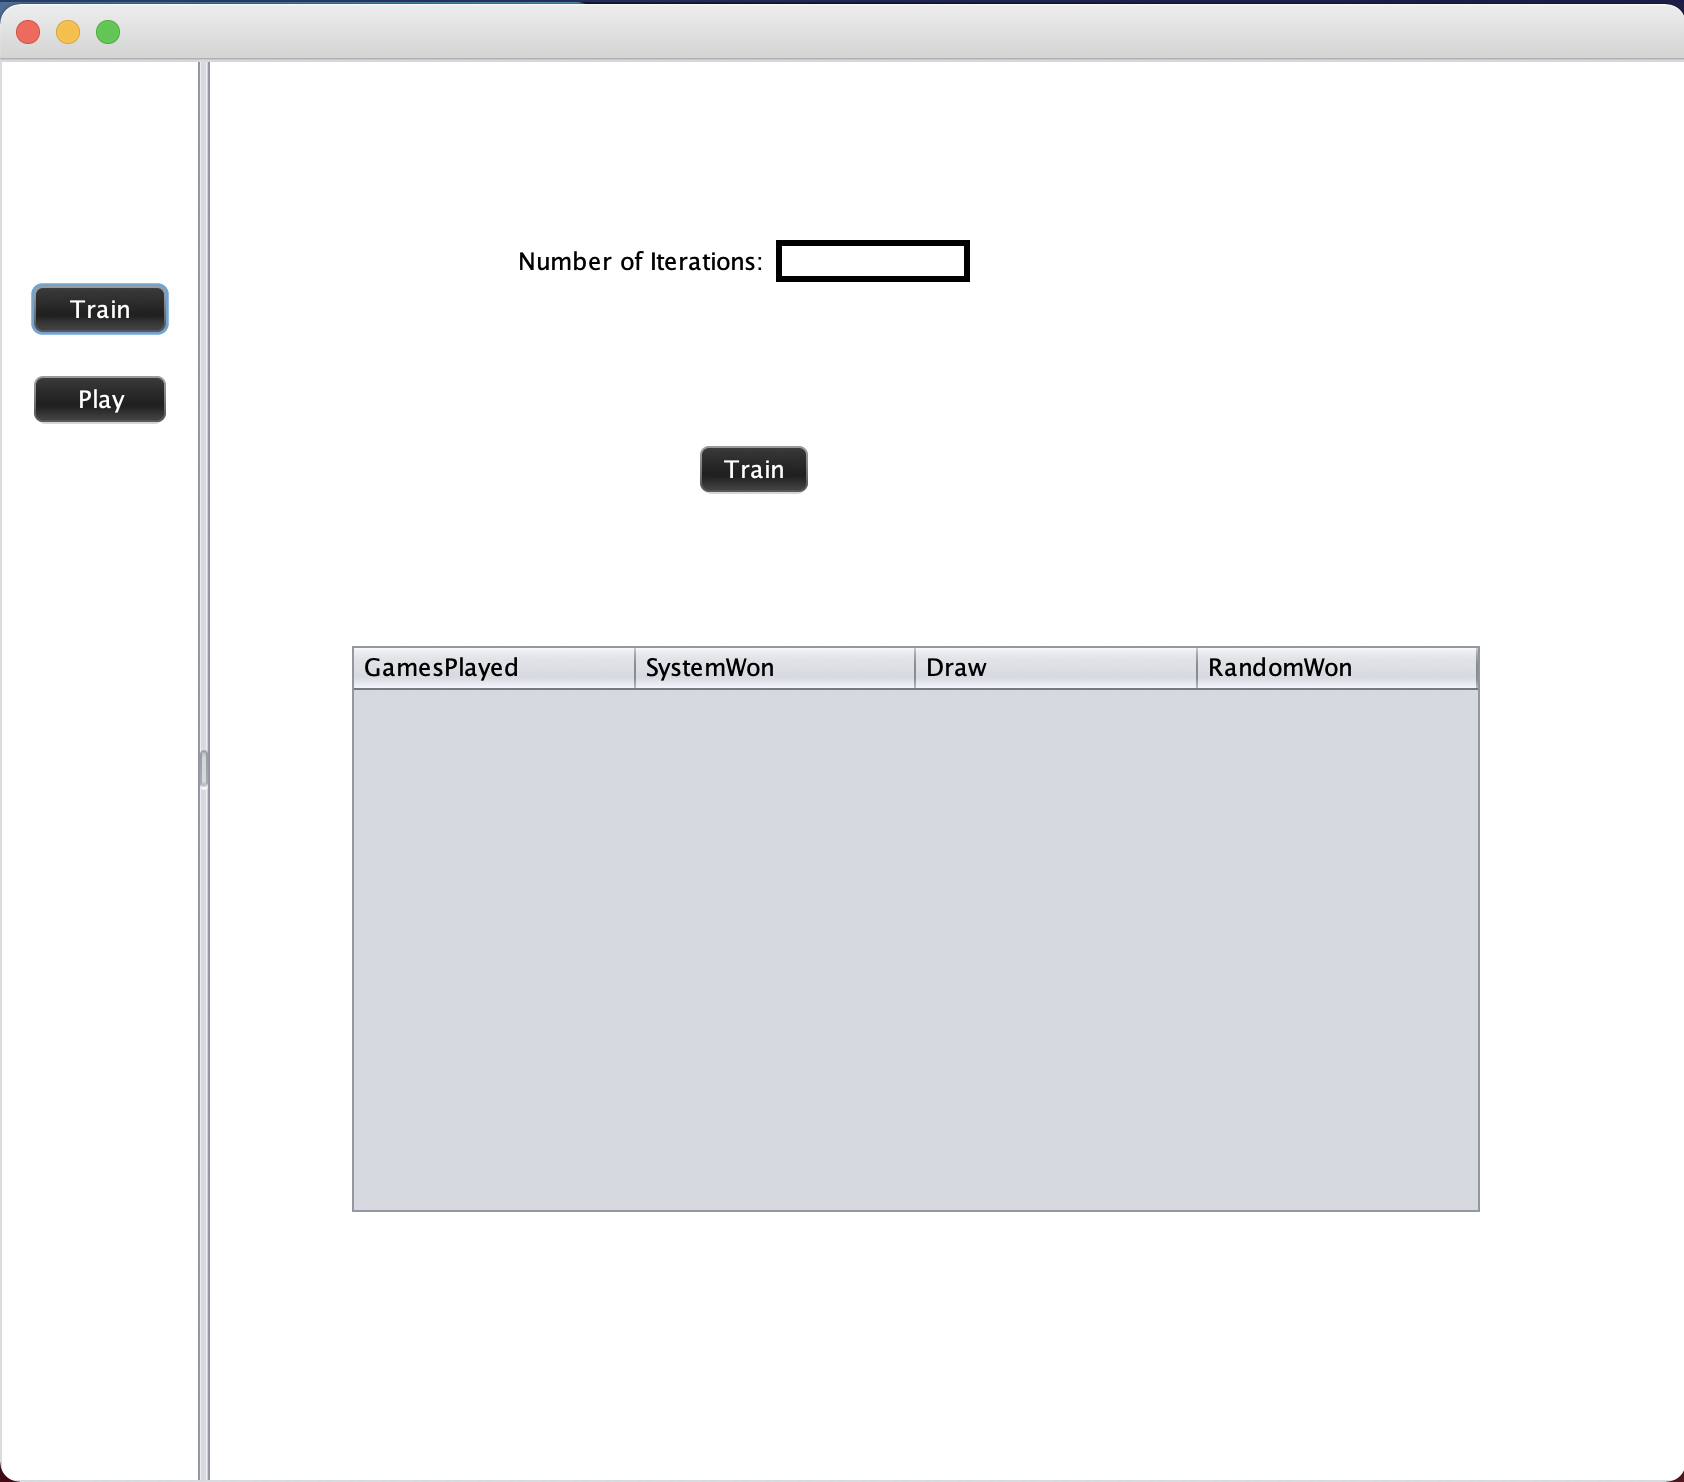 Number of Iterations:
Train
Play
Train
GamesPlayed SystemWon Draw RandomWon